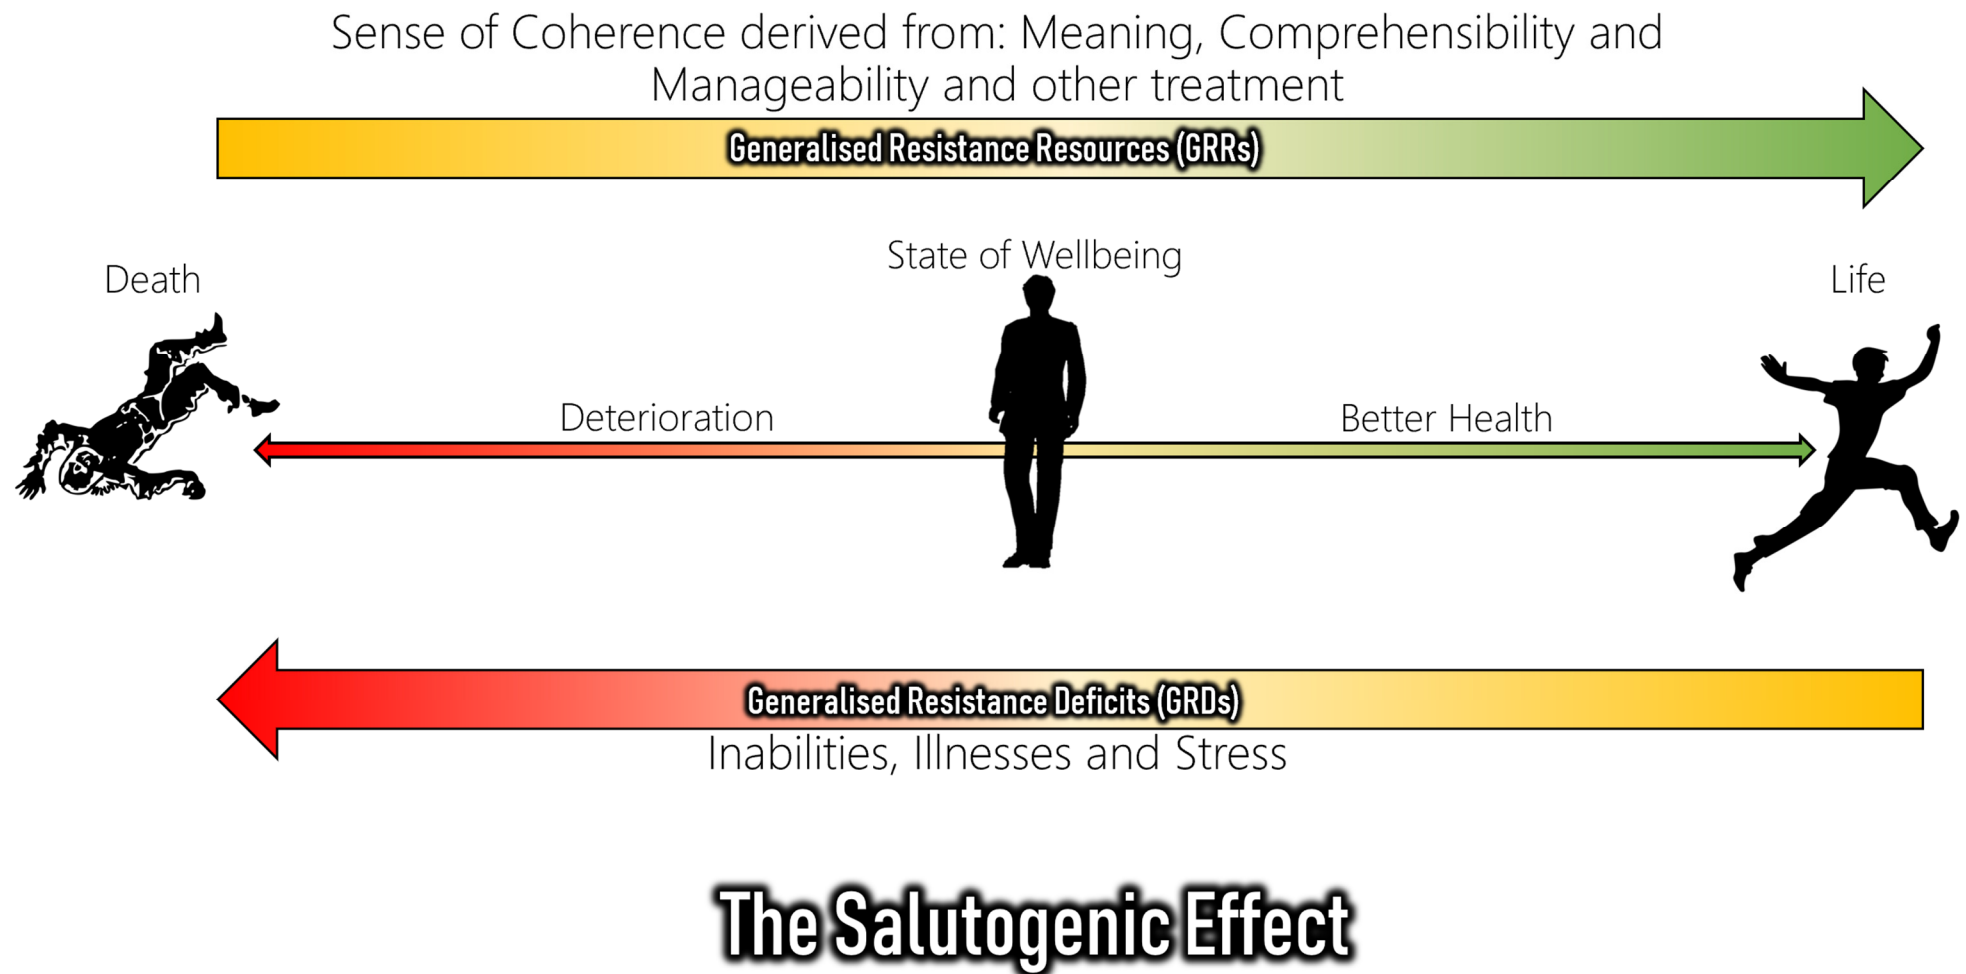 Sense of Coherence derived from: Meaning, Comprehensibility and
Manageability and other treatment
Generalised Resistance Resources (GRRs)
State of Wellbeing
Death
Life
Deterioration
Better Health
Generalised Resistance Deficits (GRDs)
Inabilities, Illnesses and Stress
The Salutogenic Effect